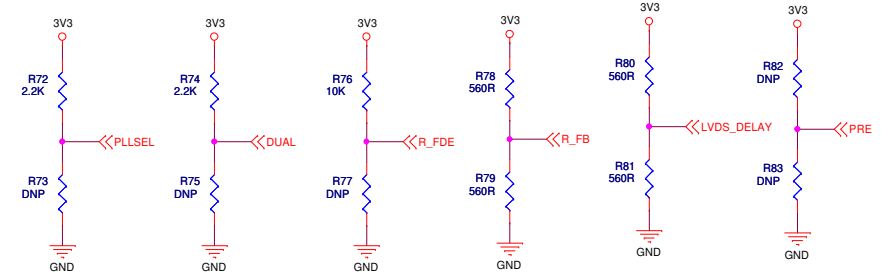 3V3
R72
2.2K
PLLSEL
R73
DNP
GND
3V3
R74
2.2K
DUAL
R75
DNP
GND
3V3
R76
10K
R_FDE
R77
DNP
GND
3V3
R78
560R
R_FB
R79
560R
GND
3V3
R80
560R
LVDS_DELAY
R81
560R
GND
3V3
R82
DNP
PRE
R83
DNP
GND